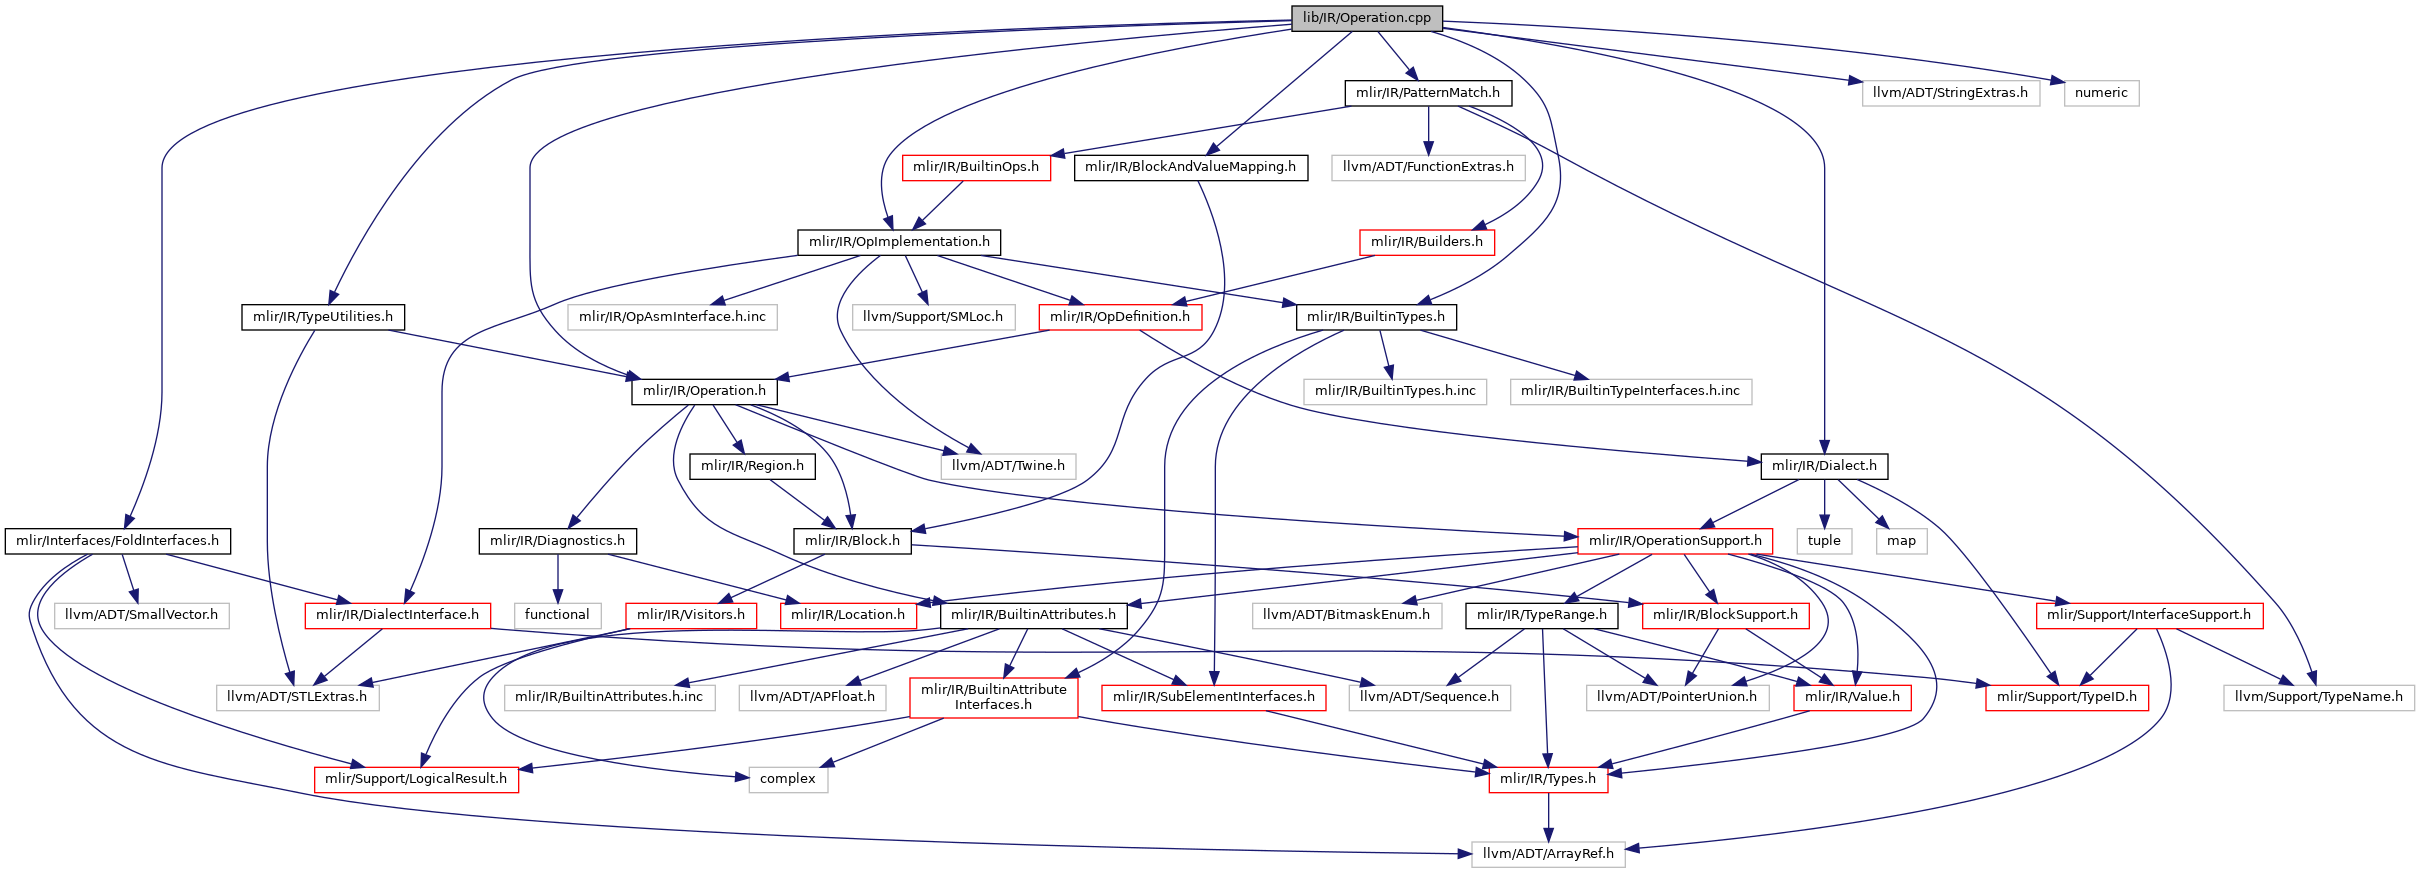 lib/IR/Operation.cpp
mlir/IR/PatternMatch.h
llvm/ADT/StringExtras.h
numeric
mlir/IR/BuiltinOps.h
mlir/IR/BlockAndValueMapping.h
llvm/ADT/FunctionExtras.h
mlir/IR/OpImplementation.h
mlir/IR/Builders.h
mlir/IR/TypeUtilities.h
mlir/IR/OpAsmInterface.h.inc
llvm/Support/SMLoc.h
mlir/IR/OpDefinition.h
mlir/IR/BuiltinTypes.h
mlir/IR/Operation.h
mlir/IR/BuiltinTypes.h.inc
mlir/IR/BuiltinTypeInterfaces.h.inc
mlir/IR/Region.h
llvm/ADT/Twine.h
mlir/IR/Dialect.h
mlir/Interfaces/FoldInterfaces.h
mlir/IR/Diagnostics.h
mlir/IR/Block.h
mlir/IR/OperationSupport.h
tuple
map
llvm/ADT/SmallVector.h
mlir/IR/DialectInterface.h
functional
mlir/IR/Visitors.h
mlir/IR/Location.h
mlir/IR/BuiltinAttributes.h
llvm/ADT/BitmaskEnum.h
mlir/IR/TypeRange.h
mlir/IR/BlockSupport.h
mlir/Support/InterfaceSupport.h
llvm/ADT/STLExtras.h
mlir/IR/BuiltinAttributes.h.inc
llvm/ADT/APFloat.h
mlir/IR/BuiltinAttribute
Interfaces.h
mlir/IR/SubElementInterfaces.h
llvm/ADT/Sequence.h
llvm/ADT/PointerUnion.h
mlir/IR/Value.h
mlir/Support/TypeID.h
llvm/Support/TypeName.h
mlir/Support/LogicalResult.h
complex
mlir/IR/Types.h
llvm/ADT/ArrayRef.h